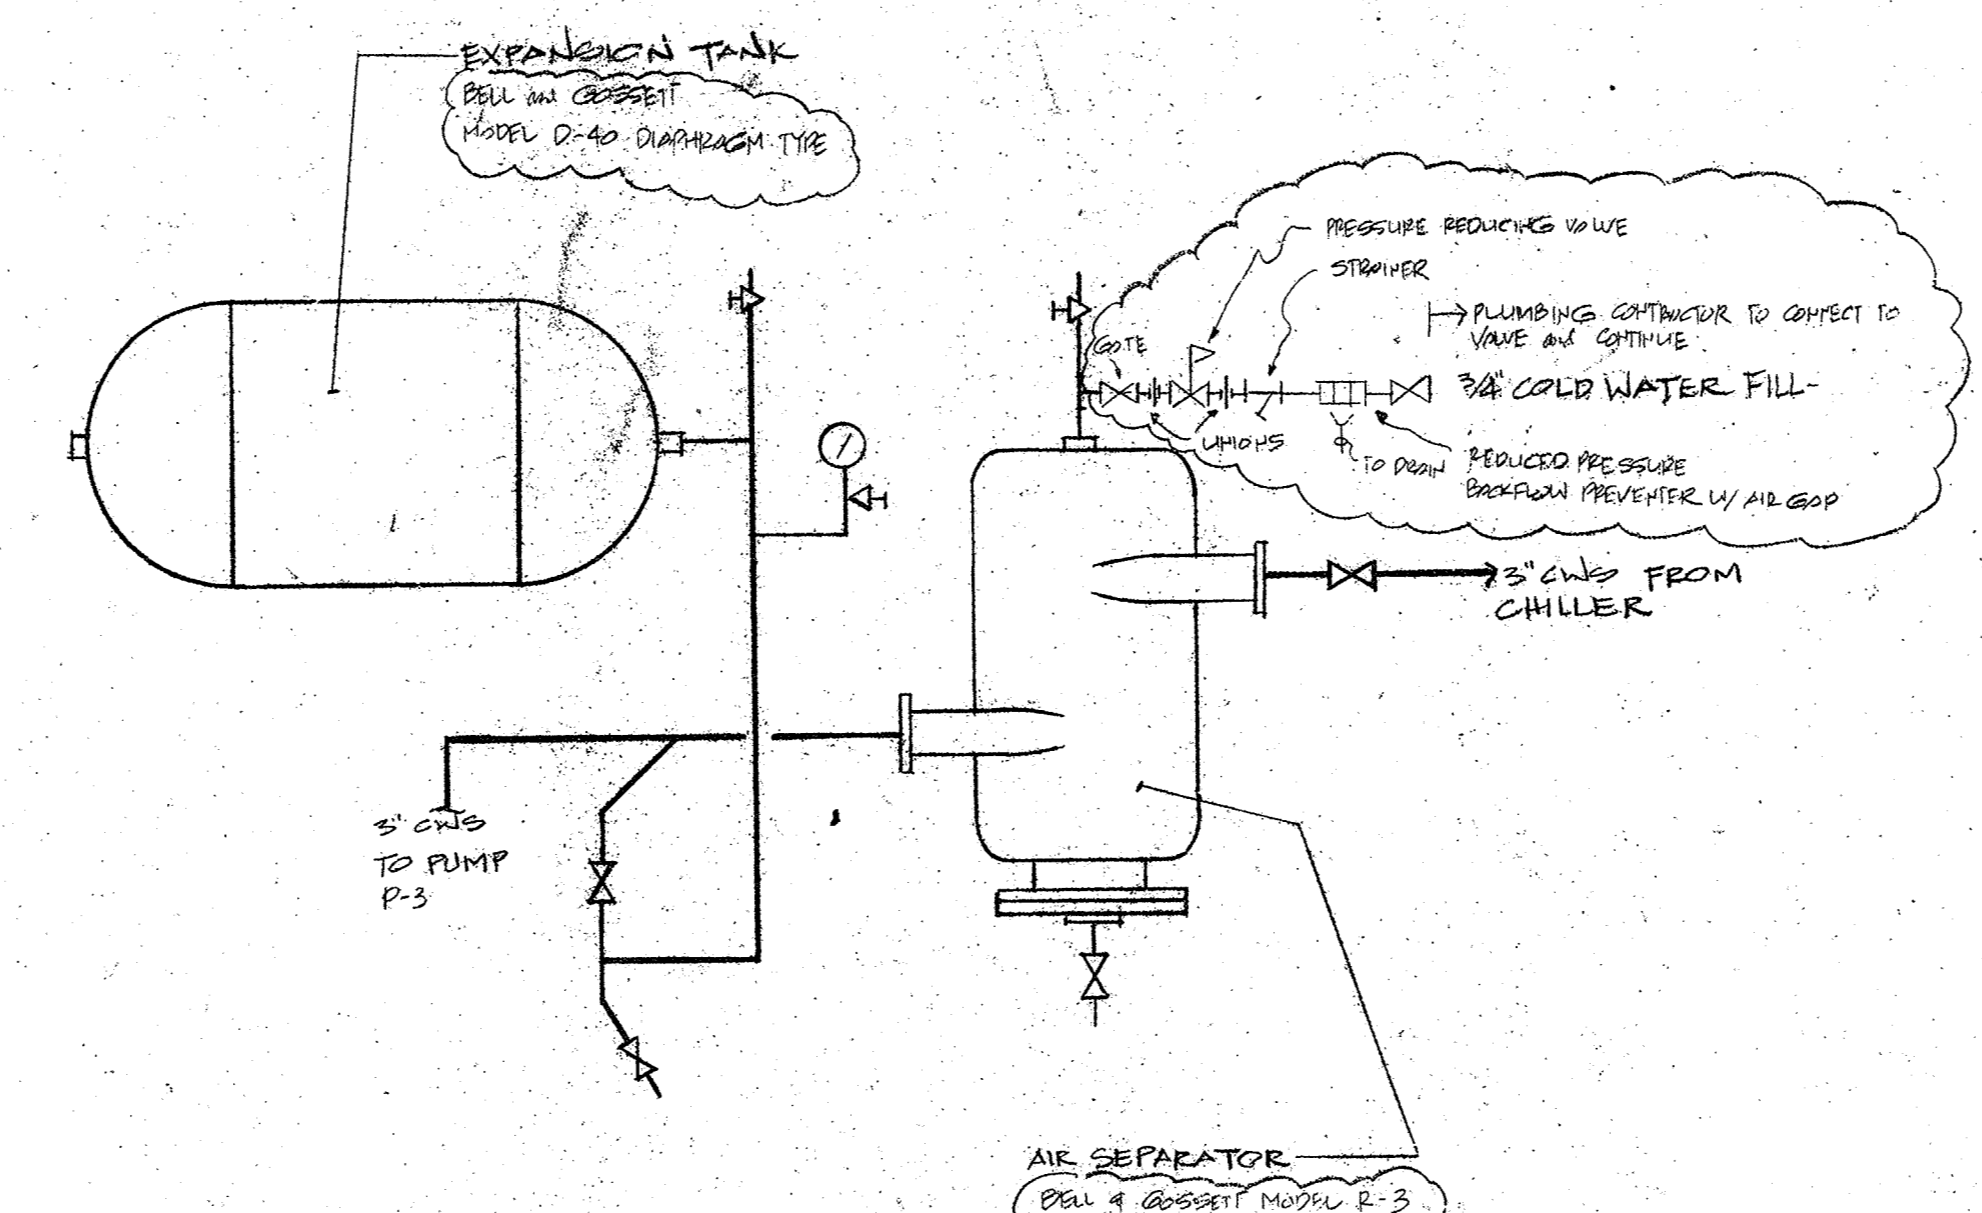 EXPANSION TANK
BELL and GOSSETT
MODEL D-40 DIAPHRAGM TYPE
PRESSURE REDUCING VALVE
STRAINER
PLUMBING CONTRACTOR TO CONNECT TO
VALVE and CONTINUE
GATE
3/4" COLD WATER FILL-
UNIONS
TO DRAIN
REDUCED PRESSURE
BACKFLOW PREVENTER W/ AIR GAP
3" CWS FROM
CHILLER
3" CWS
TO PUMP
P-3
AIR SEPARATOR
BELL & GOSSETT MODEL R-3